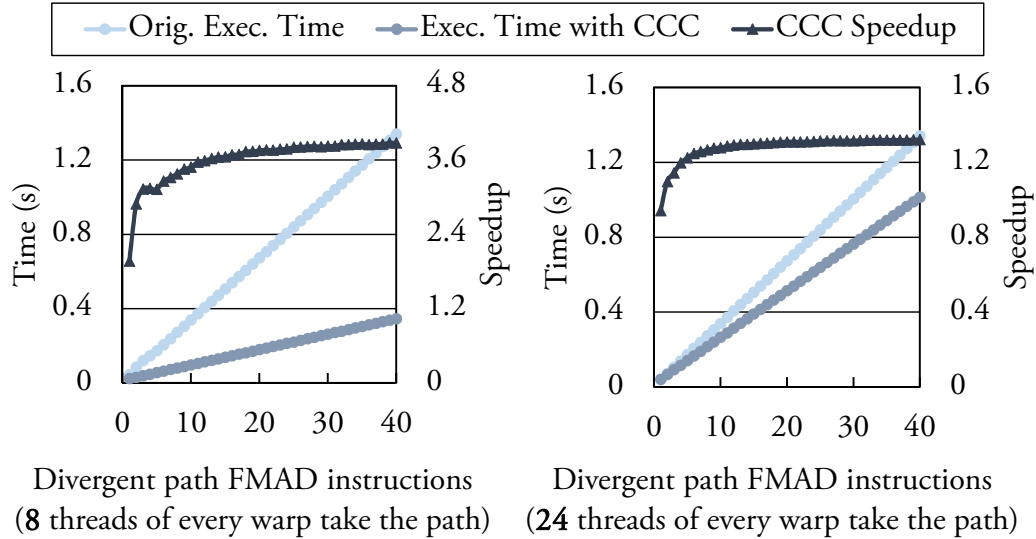 Orig. Exec. Time Exec. Time with CCC CCC Speedup
1.6
1.2
0.8
0.4
0
Time (s)
4.8
3.6
2.4
1.2
0
Speedup
0 10 20 30 40
Divergent path FMAD instructions
(8 threads of every warp take the path)
1.6
1.2
0.8
0.4
0
Time (s)
1.6
1.2
0.8
0.4
0
Speedup
0 10 20 30 40
Divergent path FMAD instructions
(24 threads of every warp take the path)